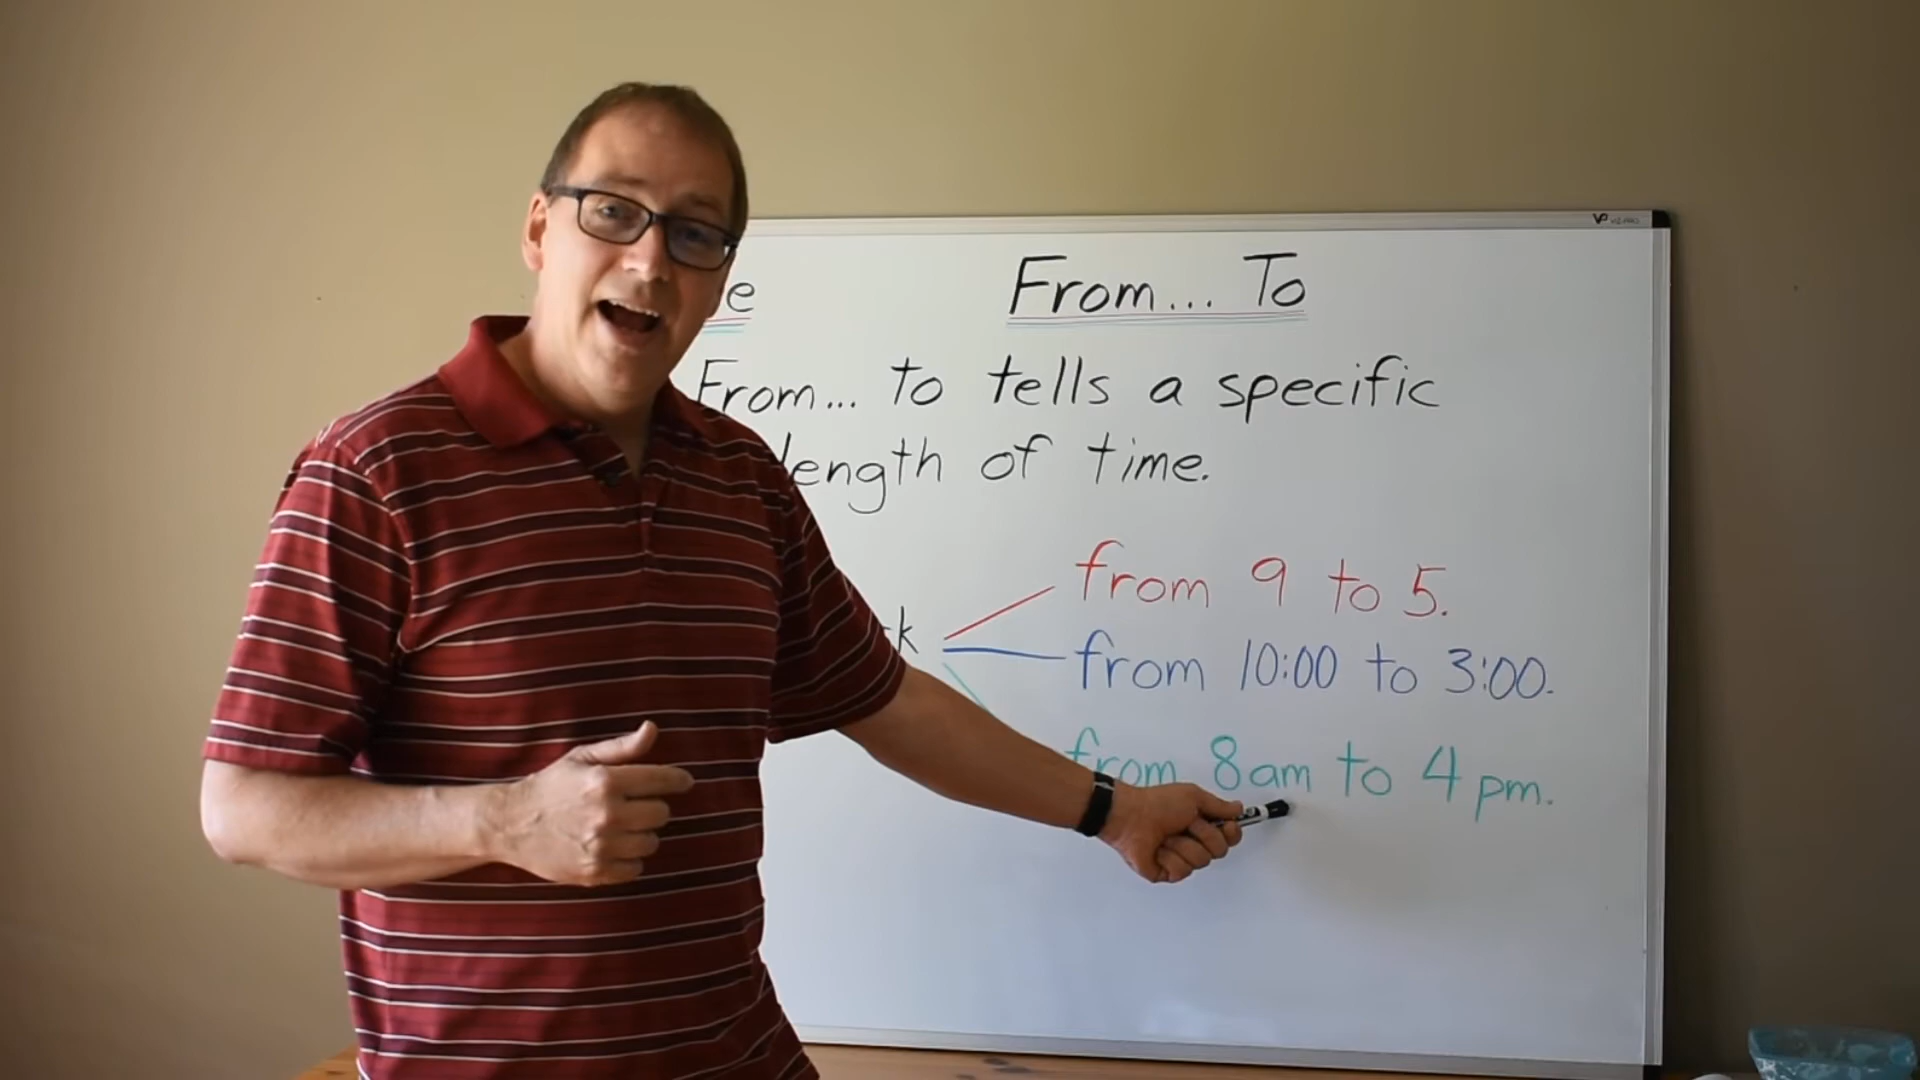 From... To
From... to tells a specific
length of time.
from 9 to 5.
from 10:00 to 3:00.
from 8am to 4pm.